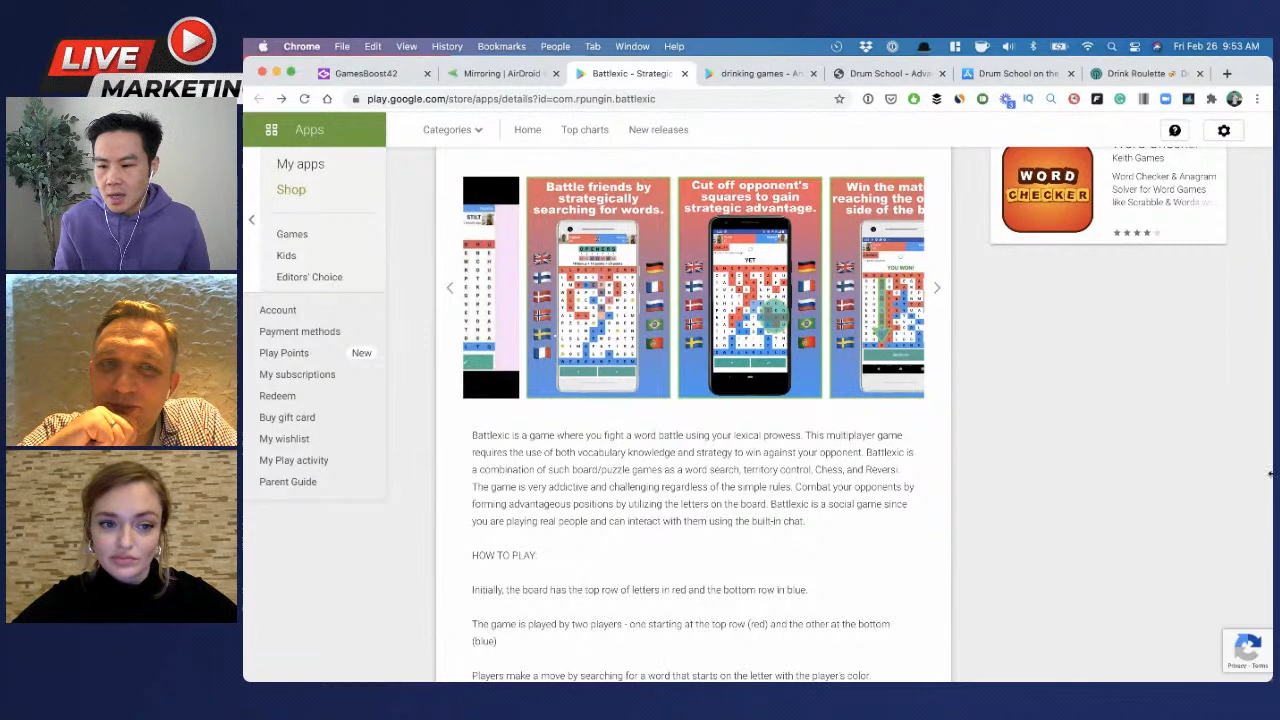 LIVE
MARKETIN
Chrome File Edit View History Bookmarks People Tab Window Help
Fri Feb 26 9:53 AM
GamesBoost42
Mirroring | AirDroid
Battlexic - Strategic
drinking games - An
Drum School - Adva
Drum School on the
Drink Roulette
play.google.com/store/apps/details?id=com.rpungin.battlexic
Apps
Categories
Home
Top charts
New releases
My apps
Shop
Games
Kids
Editors' Choice
Account
Payment methods
Play Points New
My subscriptions
Redeem
Buy gift card
My wishlist
My Play activity
Parent Guide
STILT
Battle friends by
strategically
searching for words.
OPENERS
Cut off opponent's
squares to gain
strategic advantage.
YET
Win the mat
reaching the o
side of the b
YOU WON!
Keith Games
Word Checker & Anagram
Solver for Word Games
like Scrabble & Words w
WORD
CHECKER
Battlexic is a game where you fight a word battle using your lexical prowess. This multiplayer game
requires the use of both vocabulary knowledge and strategy to win against your opponent. Battlexic is
a combination of such board/puzzle games as a word search, territory control, Chess, and Reversi.
The game is very addictive and challenging regardless of the simple rules. Combat your opponents by
forming advantageous positions by utilizing the letters on the board. Battlexic is a social game since
you are playing real people and can interact with them using the built-in chat.
HOW TO PLAY:
Initially, the board has the top row of letters in red and the bottom row in blue.
The game is played by two players - one starting at the top row (red) and the other at the bottom
(blue)
Players make a move by searching for a word that starts on the letter with the player's color.
Privacy - Terms